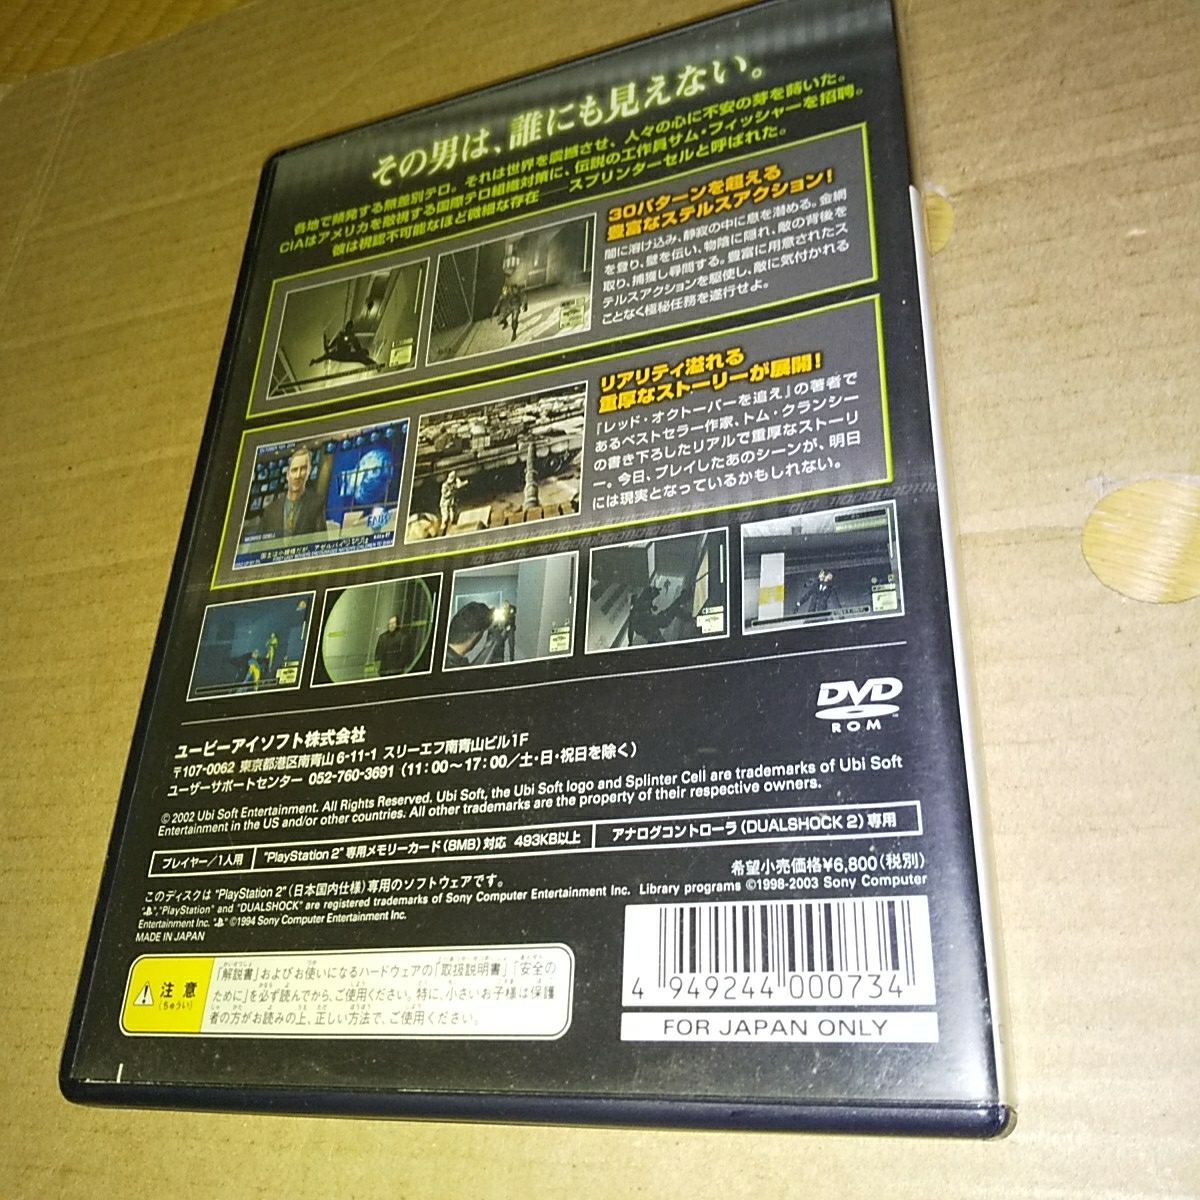 その男は、誰にも見えない。
各地で開発する無差別テロ。それは世界を震撼させ、人々の心に不安の芽を蒔いた。
CIAはアメリカを敵視する国際テロ組織対策に、伝説の工作員サム・フィッシャーを招聘。
彼は視認不可能なほど微細な存在――スプリンターセルと呼ばれた。
30パターンを超える
豊富なステルスアクション!
闇に溶け込み、静寂の中に息を潜める。金網
を登り、壁を伝い、物陰に隠れ、敵の背後を
取り、捕獲し尋問する。豊富に用意されたス
テルスアクションを駆使し、敵に気付かれる
ことなく極秘任務を遂行せよ。
リアリティ溢れる
重厚なストーリーが展開!
「レッド・オクトーバーを追え」の著者で
あるベストセラー作家、トム・クランシー
の書き下ろしたリアルで重厚なストーリ
ー。今日、プレイしたあのシーンが、明日
には現実となっているかもしれない。
MORRIS ODELL
DVD
ROM
ユービーアイソフト株式会社
〒107-0062 東京都港区南青山 6-11-1 スリーエフ南青山ビル1F
ユーザーサポートセンター 052-760-3691 (11:00〜17:00/土・日・祝日を除く)
© 2002 Ubi Soft Entertainment. All Rights Reserved. Ubi Soft, the Ubi Soft logo and Splinter Cell are trademarks of Ubi Soft
Entertainment in the US and/or other countries. All other trademarks are the property of their respective owners.
プレイヤー/1人用
"PlayStation 2"専用メモリーカード(8MB)対応 493KB以上
アナログコントローラ(DUALSHOCK 2)専用
希望小売価格¥6,800(税別)
このディスクは"PlayStation 2"(日本国内仕様)専用のソフトウェアです。
"PlayStation" and "DUALSHOCK" are registered trademarks of Sony Computer Entertainment Inc. Library programs ©1998-2003 Sony Computer
Entertainment Inc. ©1994 Sony Computer Entertainment Inc.
MADE IN JAPAN
注意
(ちゅうい)
「解説書」およびお使いになるハードウェアの「取扱説明書」「安全の
ために」を必ず読んでから、ご使用ください。特に、小さいお子様は保護
者の方がお読みの上、正しい方法で、ご使用ください。
4 949244 000734
FOR JAPAN ONLY